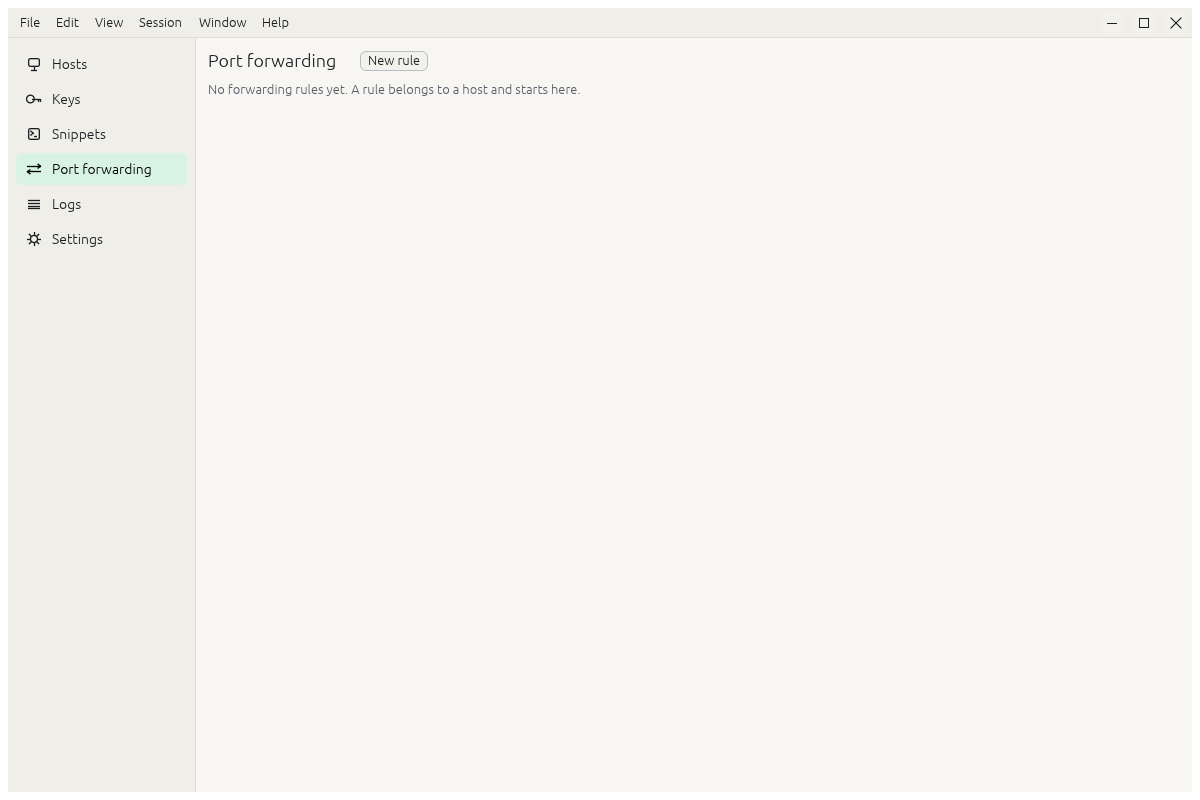 File Edit View Session Window Help
Hosts
Keys
Snippets
Port forwarding
Logs
Settings
Port forwarding New rule
No forwarding rules yet. A rule belongs to a host and starts here.